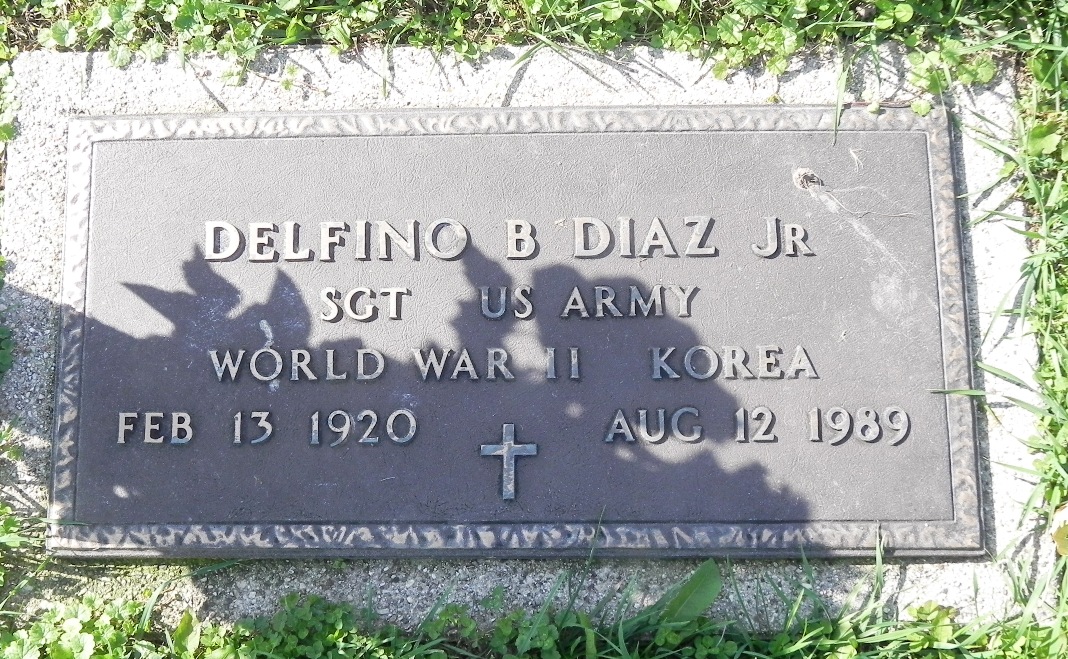 DELFINO B DIAZ JR
SGT US ARMY
WORLD WAR II KOREA
FEB 13 1920 AUG 12 1989